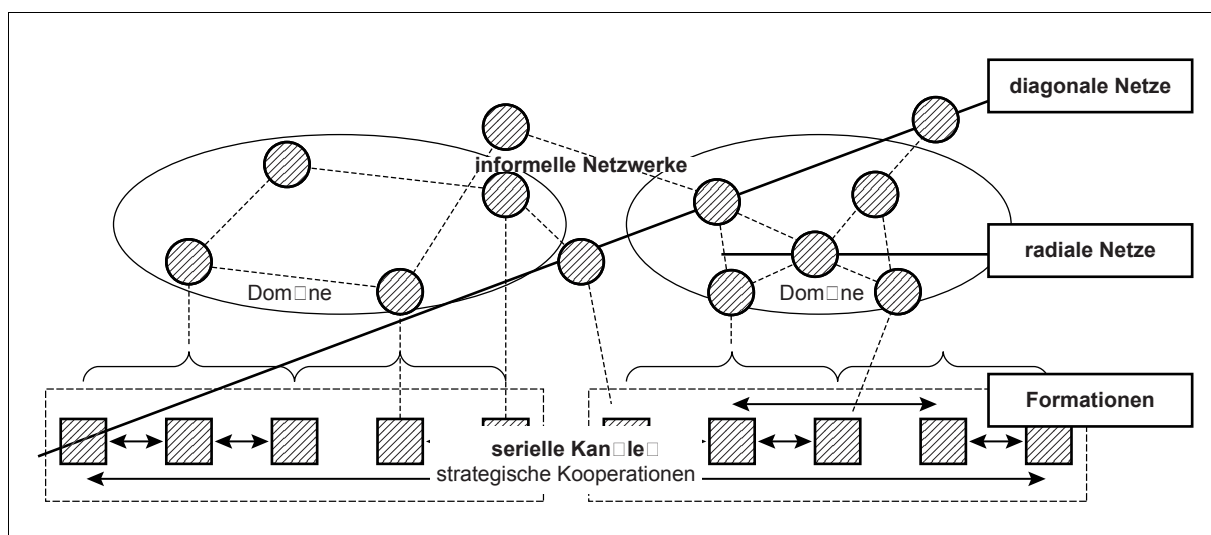 diagonale Netze
informelle Netzwerke
radiale Netze
Dom□ne
Dom□ne
Formationen
serielle Kan□le□
strategische Kooperationen